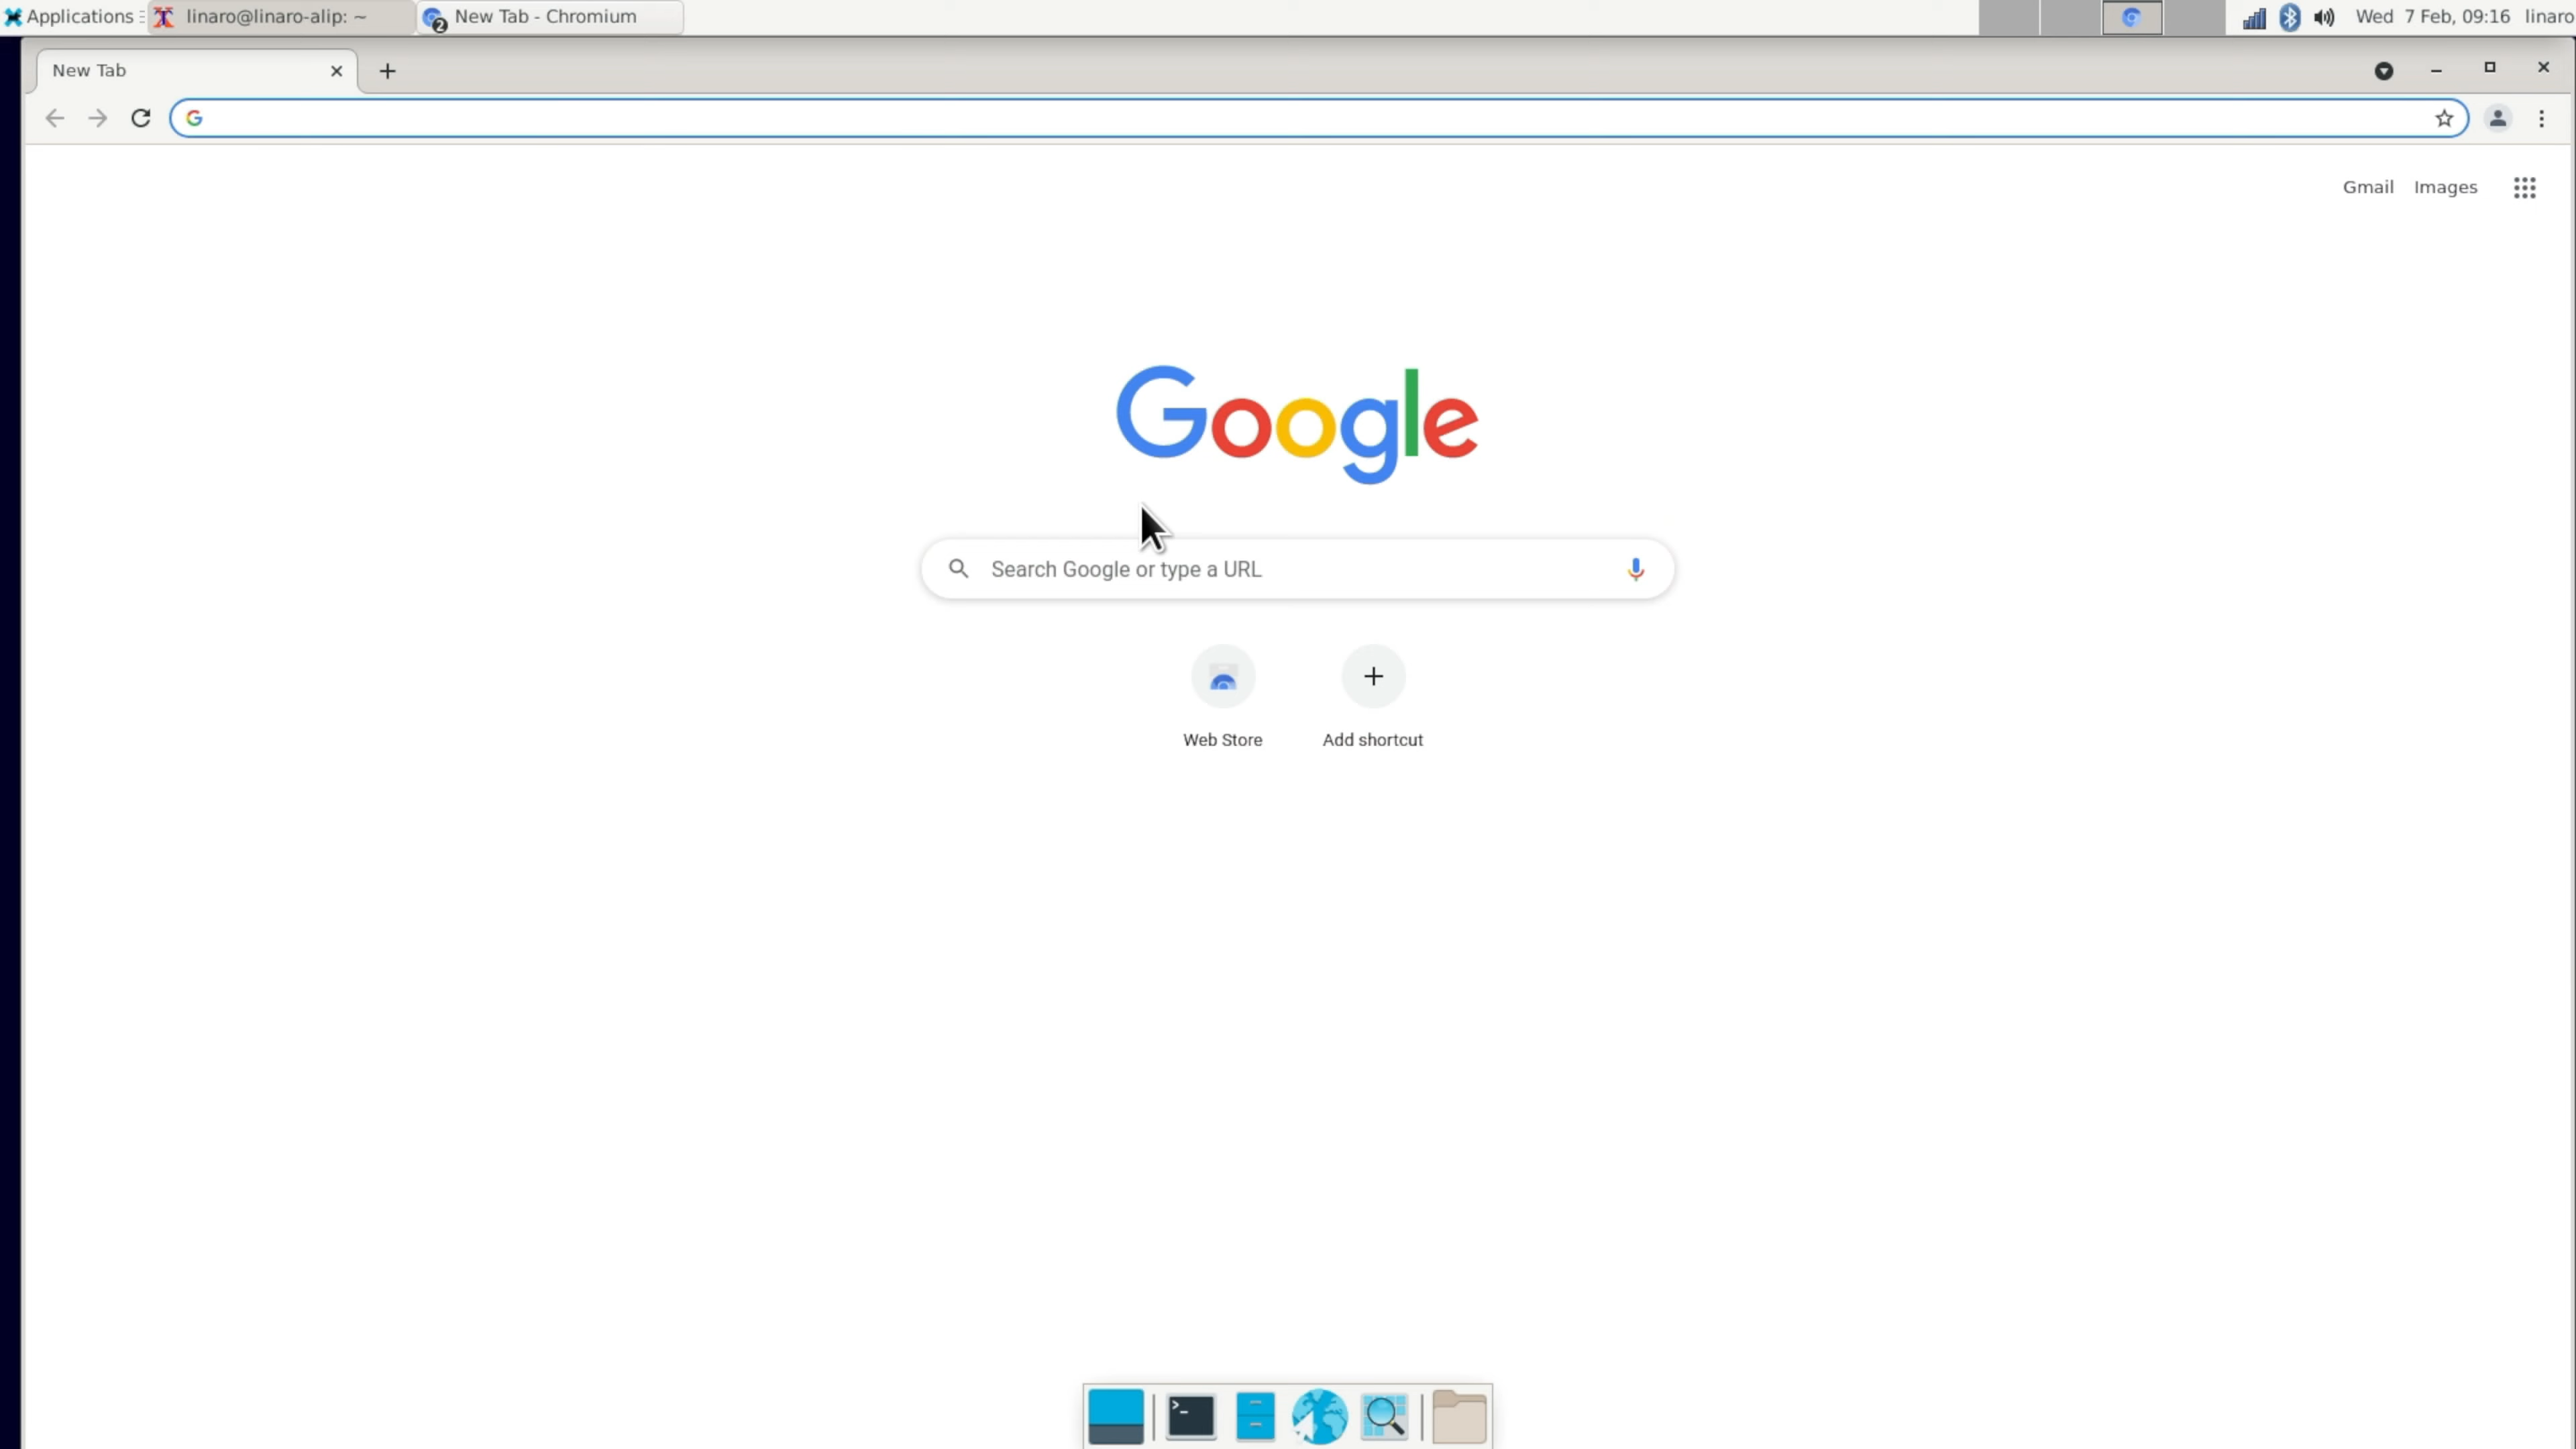 Applications
linaro@linaro-alip: ~
2 New Tab - Chromium
Wed 7 Feb, 09:16
linaro
New Tab
Gmail
Images
Google
Search Google or type a URL
Web Store
Add shortcut